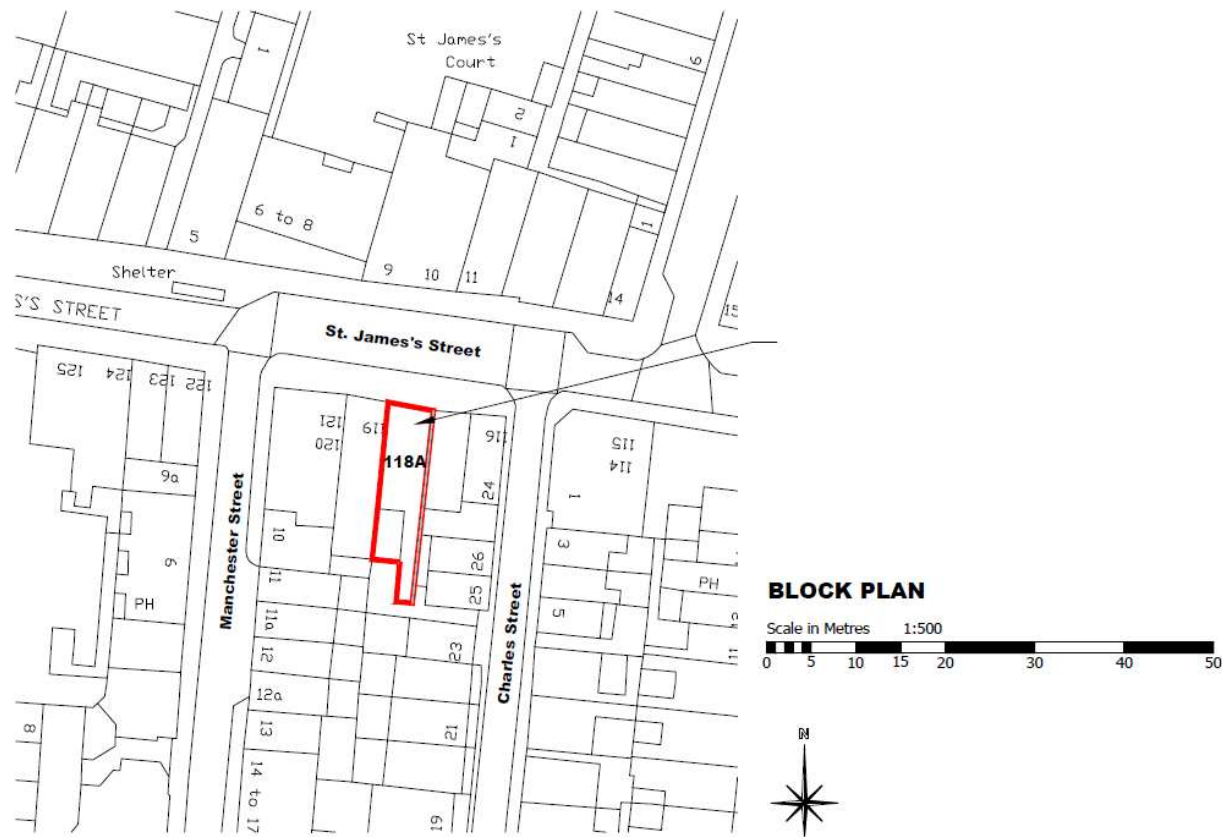 1
St James's
Court
2
1
9
6 to 8
5
9
10
11
14
1
15
Shelter
S'S STREET
St. James's Street
125
124
123
122
121
120
119
118A
116
115
114
9a
24
1
10
3
26
6
11
25
5
PH
PH
Manchester Street
Charles Street
11a
23
12
12a
21
13
8
14 to 17
19
11
BLOCK PLAN
Scale in Metres 1:500
0 5 10 15 20 30 40 50
N